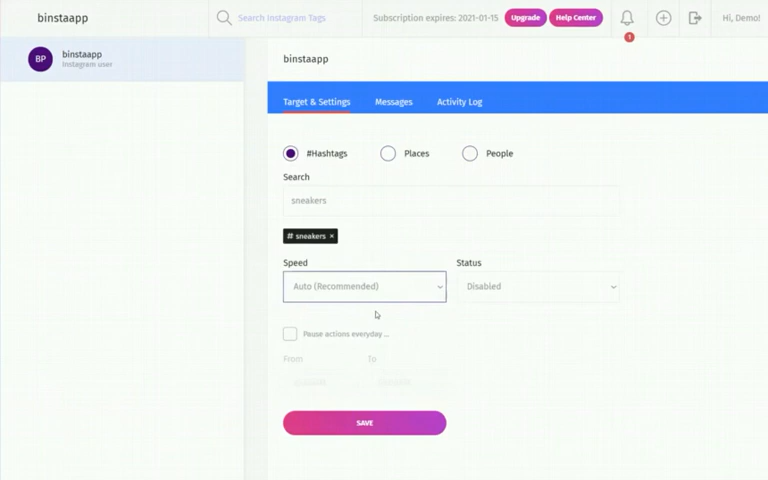 binstaapp
Search Instagram Tags
Subscription expires: 2021-01-15
Upgrade
Help Center
1
Hi, Demo!
BP
binstaapp
Instagram user
binstaapp
Target & Settings
Messages
Activity Log
#Hashtags
Places
People
Search
sneakers
# sneakers ×
Speed
Status
Auto (Recommended)
Disabled
Pause actions everyday ...
From
To
SAVE